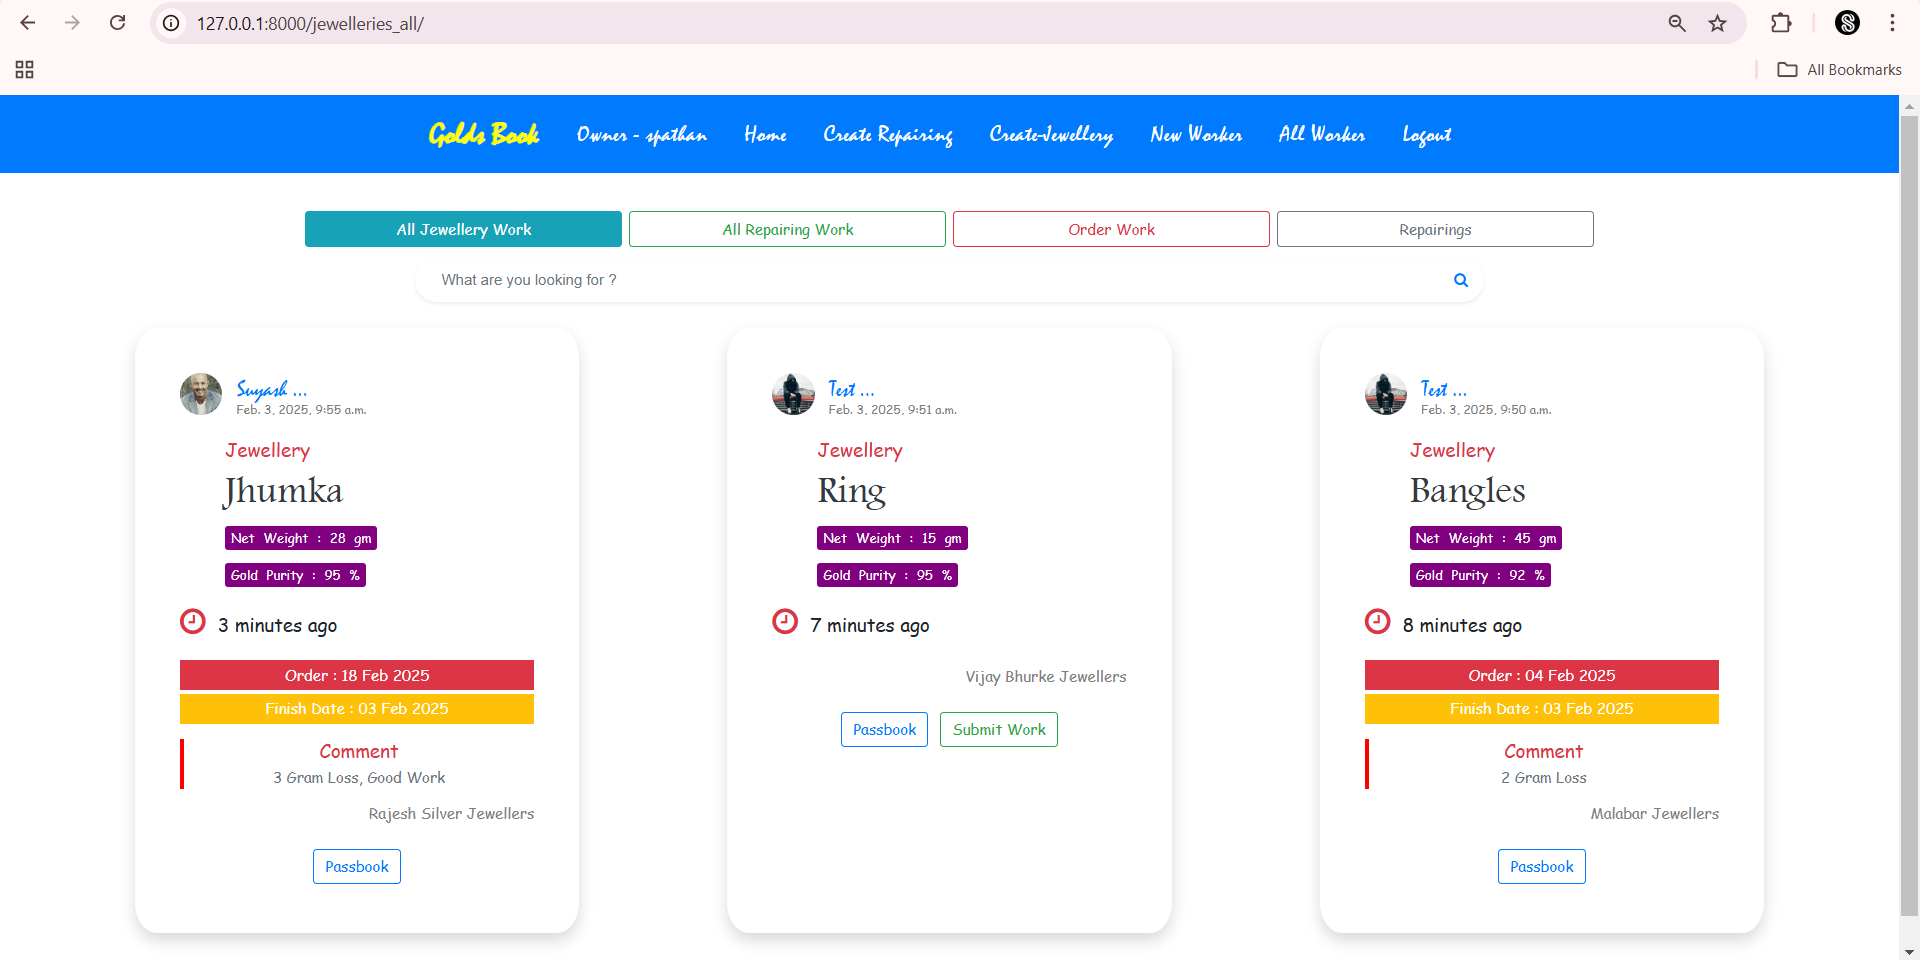 127.0.0.1:8000/jewelleries_all/
All Bookmarks
Golds Book Owner - spathan Home Create Repairing Create-Jewellery New Worker All Worker Logout
All Jewellery Work All Repairing Work Order Work Repairings
What are you looking for ?
Suyash ...
Feb. 3, 2025, 9:55 a.m.
Jewellery
Jhumka
Net Weight : 28 gm
Gold Purity : 95 %
3 minutes ago
Order : 18 Feb 2025
Finish Date : 03 Feb 2025
Comment
3 Gram Loss, Good Work
Rajesh Silver Jewellers
Passbook
Test ...
Feb. 3, 2025, 9:51 a.m.
Jewellery
Ring
Net Weight : 15 gm
Gold Purity : 95 %
7 minutes ago
Vijay Bhurke Jewellers
Passbook Submit Work
Test ...
Feb. 3, 2025, 9:50 a.m.
Jewellery
Bangles
Net Weight : 45 gm
Gold Purity : 92 %
8 minutes ago
Order : 04 Feb 2025
Finish Date : 03 Feb 2025
Comment
2 Gram Loss
Malabar Jewellers
Passbook